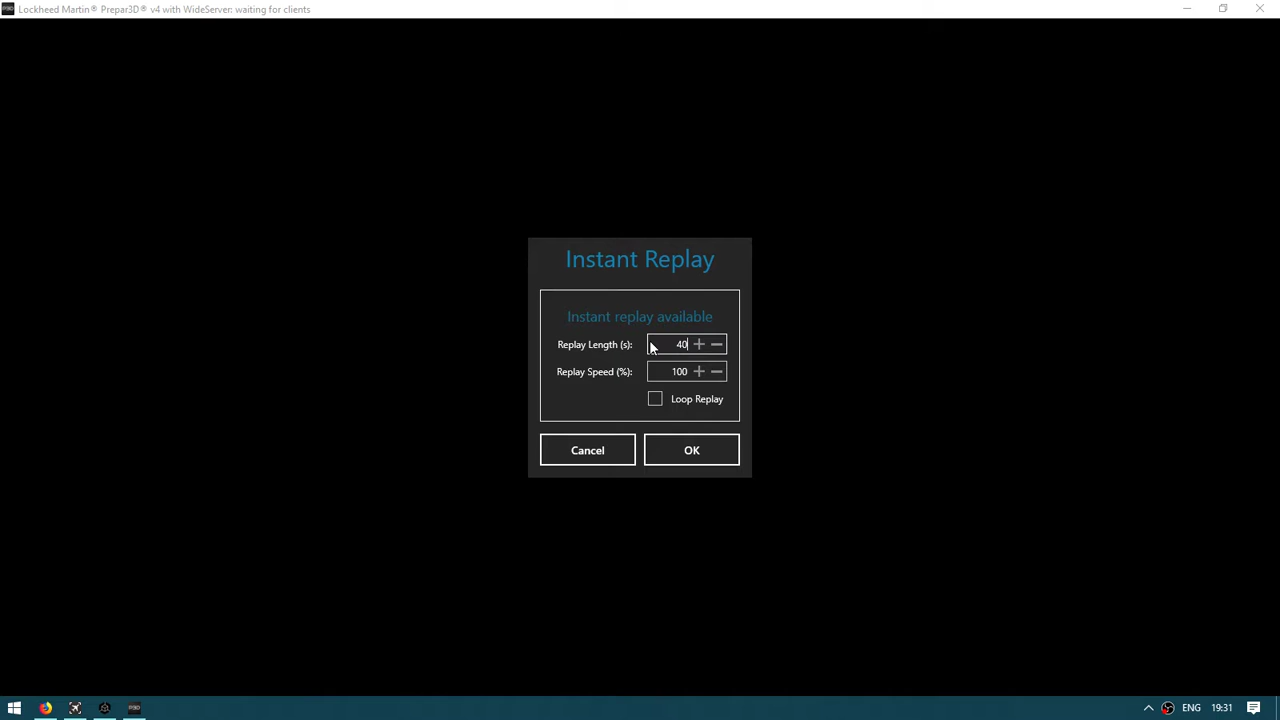 Lockheed Martin® Prepar3D® v4 with WideServer: waiting for clients
Instant Replay
Instant replay available
Replay Length (s): 40
Replay Speed (%): 100
Loop Replay
Cancel OK
ENG 19:31